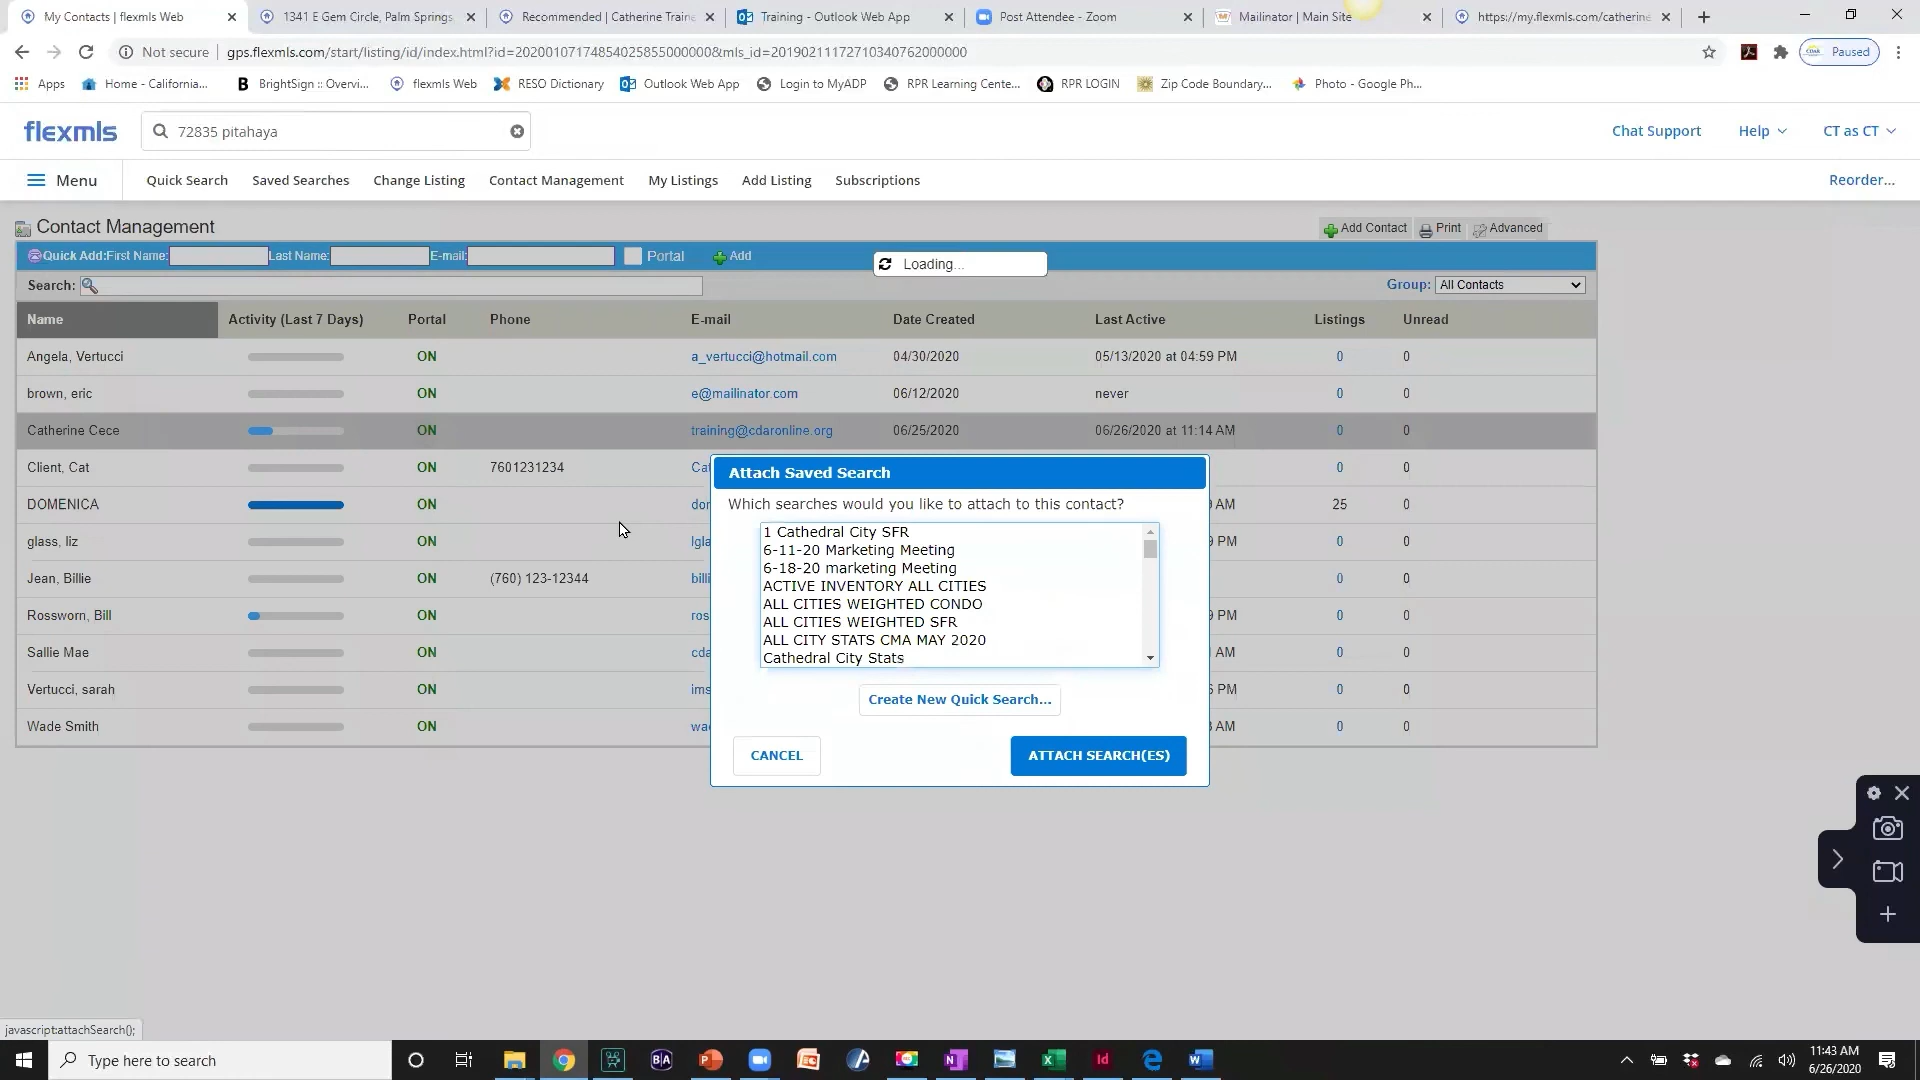 My Contacts | flexmls Web
1341 E Gem Circle, Palm Springs,
Recommended | Catherine Traine
Training - Outlook Web App
Post Attendee - Zoom
Mailinator | Main Site
https://my.flexmls.com/catherine
Not secure
gps.flexmls.com/start/listing/id/index.html?id=20200107174854025855000000&mls_id=20190211172710340762000000
Paused
Apps
Home - California...
BrightSign :: Overvi...
flexmls Web
RESO Dictionary
Outlook Web App
Login to MyADP
RPR Learning Cente...
RPR LOGIN
Zip Code Boundary...
Photo - Google Ph...
flexmls
72835 pitahaya
Chat Support
Help
CT as CT
Menu
Quick Search
Saved Searches
Change Listing
Contact Management
My Listings
Add Listing
Subscriptions
Reorder...
Contact Management
Add Contact
Print
Advanced
Quick Add:First Name:
Last Name:
E-mail:
Portal
Add
Loading...
Search:
Group:
All Contacts
Name Activity (Last 7 Days) Portal Phone E-mail Date Created Last Active Listings Unread
Angela, Vertucci ON a_vertucci@hotmail.com 04/30/2020 05/13/2020 at 04:59 PM 0 0
brown, eric ON e@mailinator.com 06/12/2020 never 0 0
Catherine Cece ON training@cdaronline.org 06/25/2020 06/26/2020 at 11:14 AM 0 0
Client, Cat ON 7601231234 Cat 0 0
DOMENICA ON don AM 25 0
glass, liz ON lgla PM 0 0
Jean, Billie ON (760) 123-12344 billi 0 0
Rossworn, Bill ON ros PM 0 0
Sallie Mae ON cda AM 0 0
Vertucci, sarah ON ims PM 0 0
Wade Smith ON wad AM 0 0
Attach Saved Search
Which searches would you like to attach to this contact?
1 Cathedral City SFR
6-11-20 Marketing Meeting
6-18-20 marketing Meeting
ACTIVE INVENTORY ALL CITIES
ALL CITIES WEIGHTED CONDO
ALL CITIES WEIGHTED SFR
ALL CITY STATS CMA MAY 2020
Cathedral City Stats
Create New Quick Search...
CANCEL
ATTACH SEARCH(ES)
javascript:attachSearch();
Type here to search
11:43 AM
6/26/2020